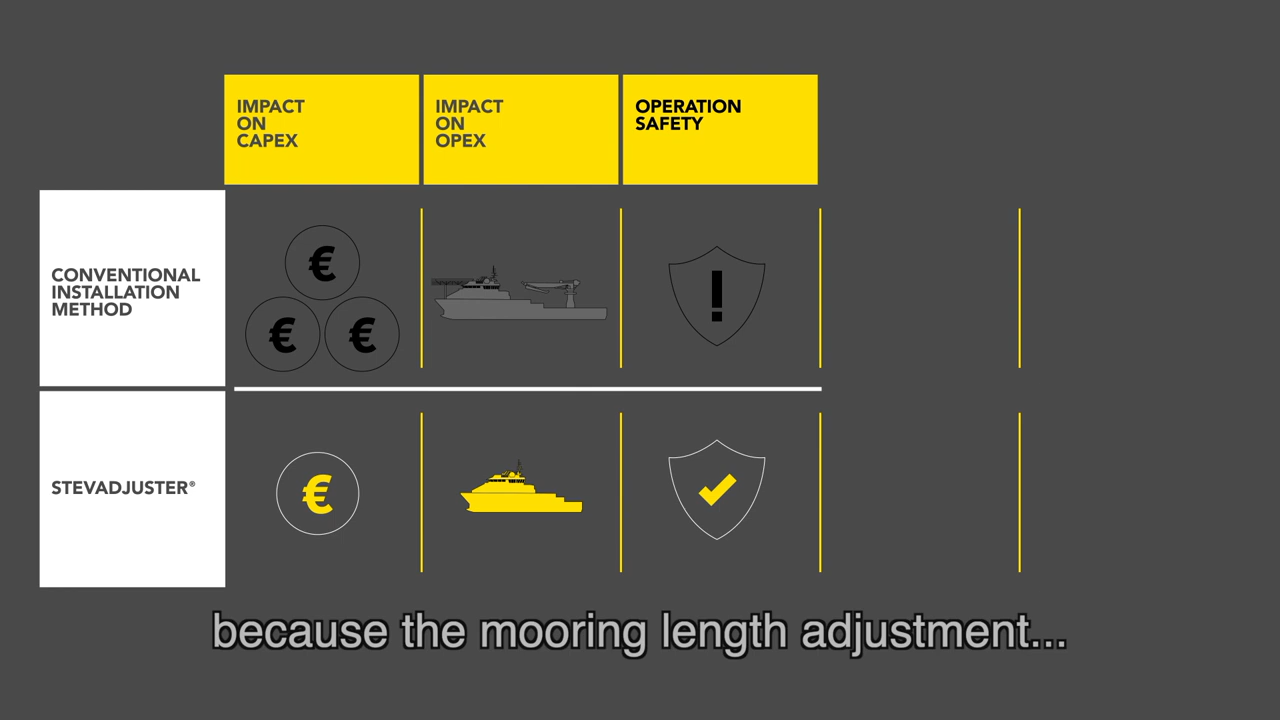 IMPACT
ON
CAPEX
IMPACT
ON
OPEX
OPERATION
SAFETY
CONVENTIONAL
INSTALLATION
METHOD
€
€ €
!
STEVADJUSTER®
€
because the mooring length adjustment...